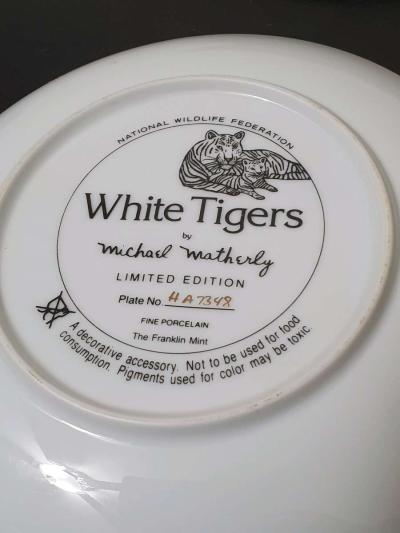 NATIONAL WILDLIFE FEDERATION
White Tigers
by
Michael Matherly
LIMITED EDITION
Plate No. HA7348
FINE PORCELAIN
The Franklin Mint
A decorative accessory. Not to be used for food
consumption. Pigments used for color may be toxic.